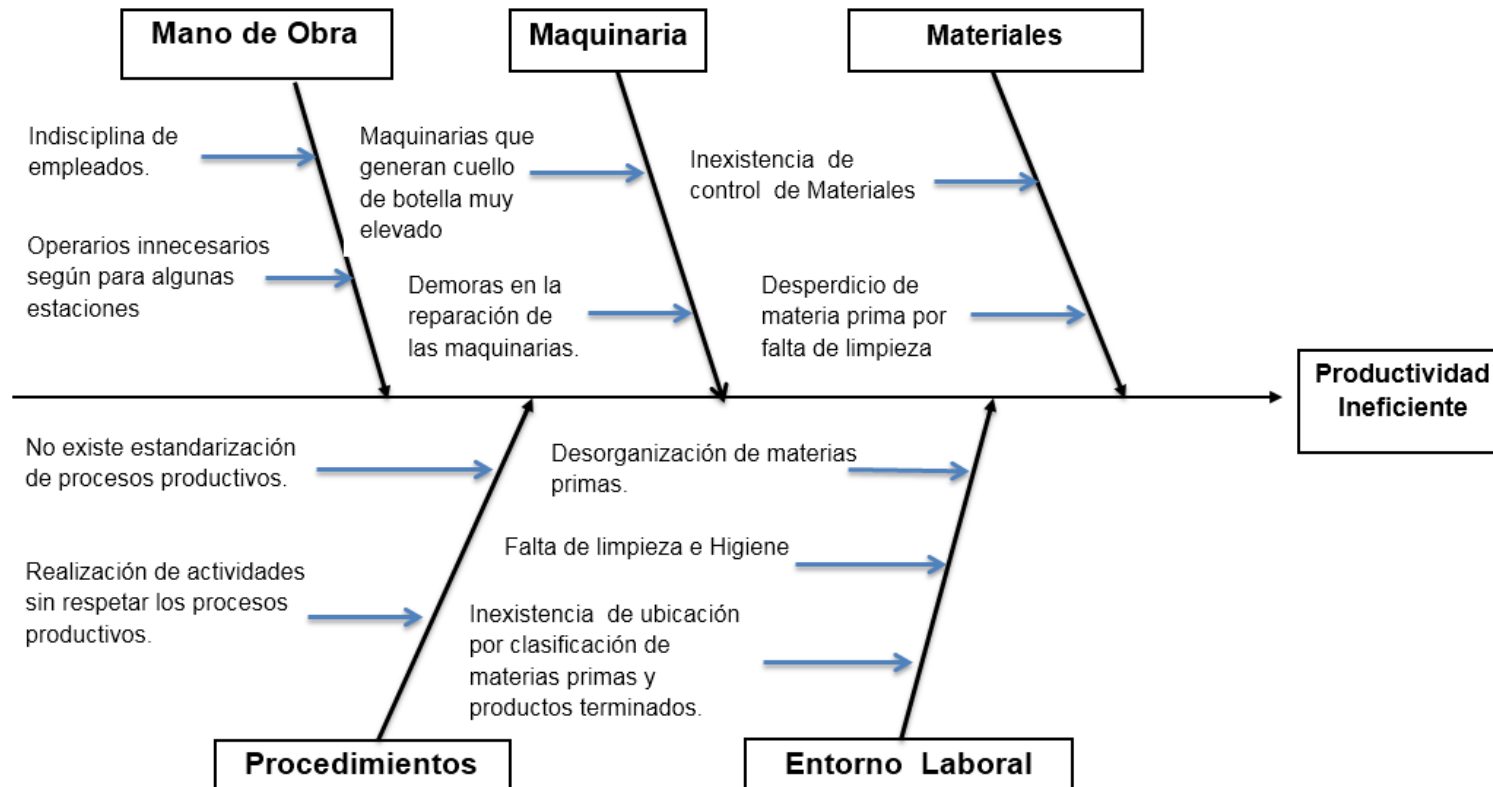 Mano de Obra
Maquinaria
Materiales
Indisciplina de
empleados.
Operarios innecesarios
según para algunas
estaciones
Maquinarias que
generan cuello
de botella muy
elevado
Demoras en la
reparación de
las maquinarias.
Inexistencia de
control de Materiales
Desperdicio de
materia prima por
falta de limpieza
Productividad
Ineficiente
No existe estandarización
de procesos productivos.
Realización de actividades
sin respetar los procesos
productivos.
Desorganización de materias
primas.
Falta de limpieza e Higiene
Inexistencia de ubicación
por clasificación de
materias primas y
productos terminados.
Procedimientos
Entorno Laboral